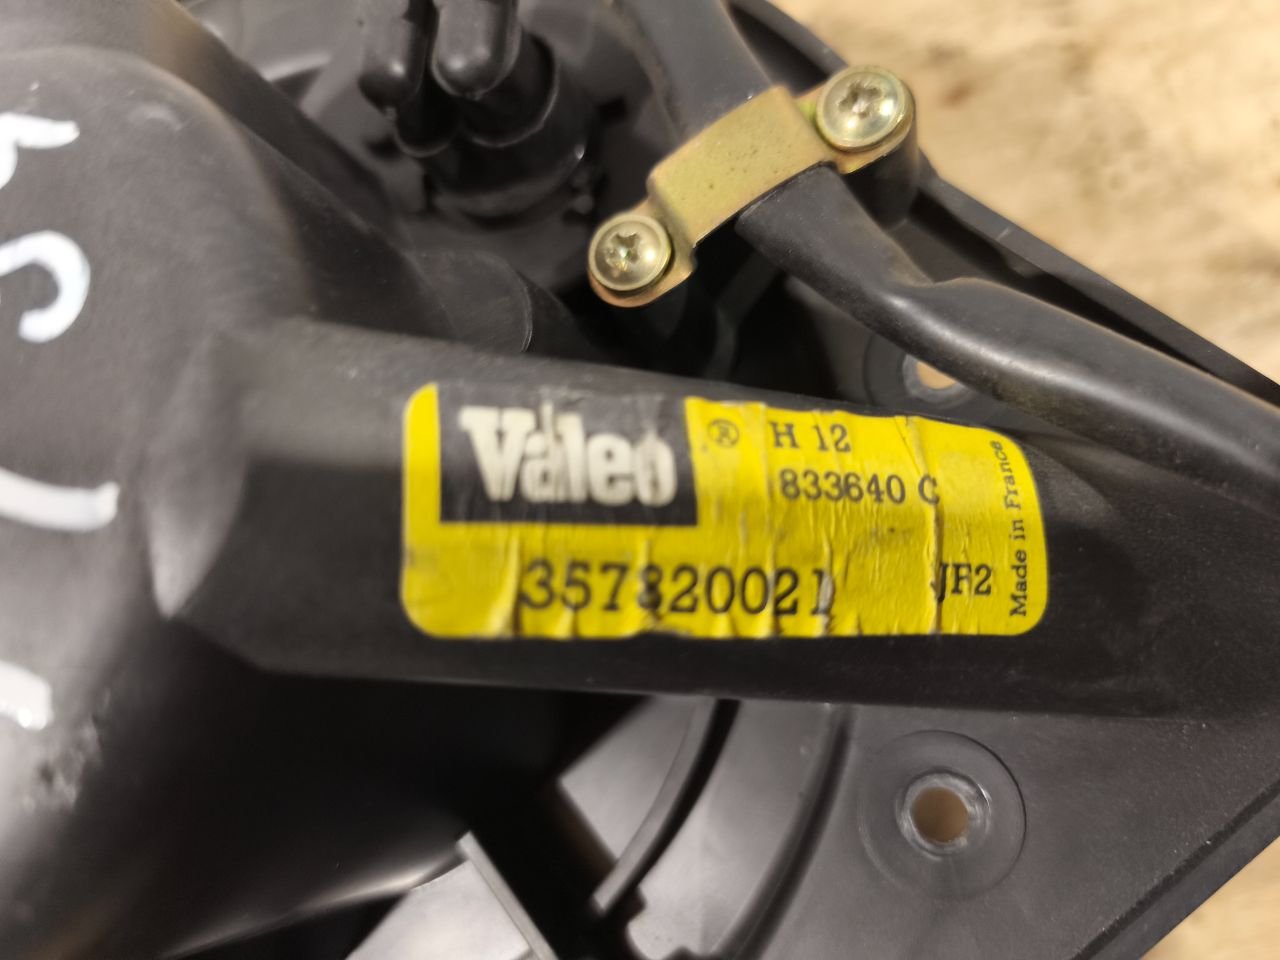 Valeo ®
H 12
833640 C
357820021
JF2
Made in France